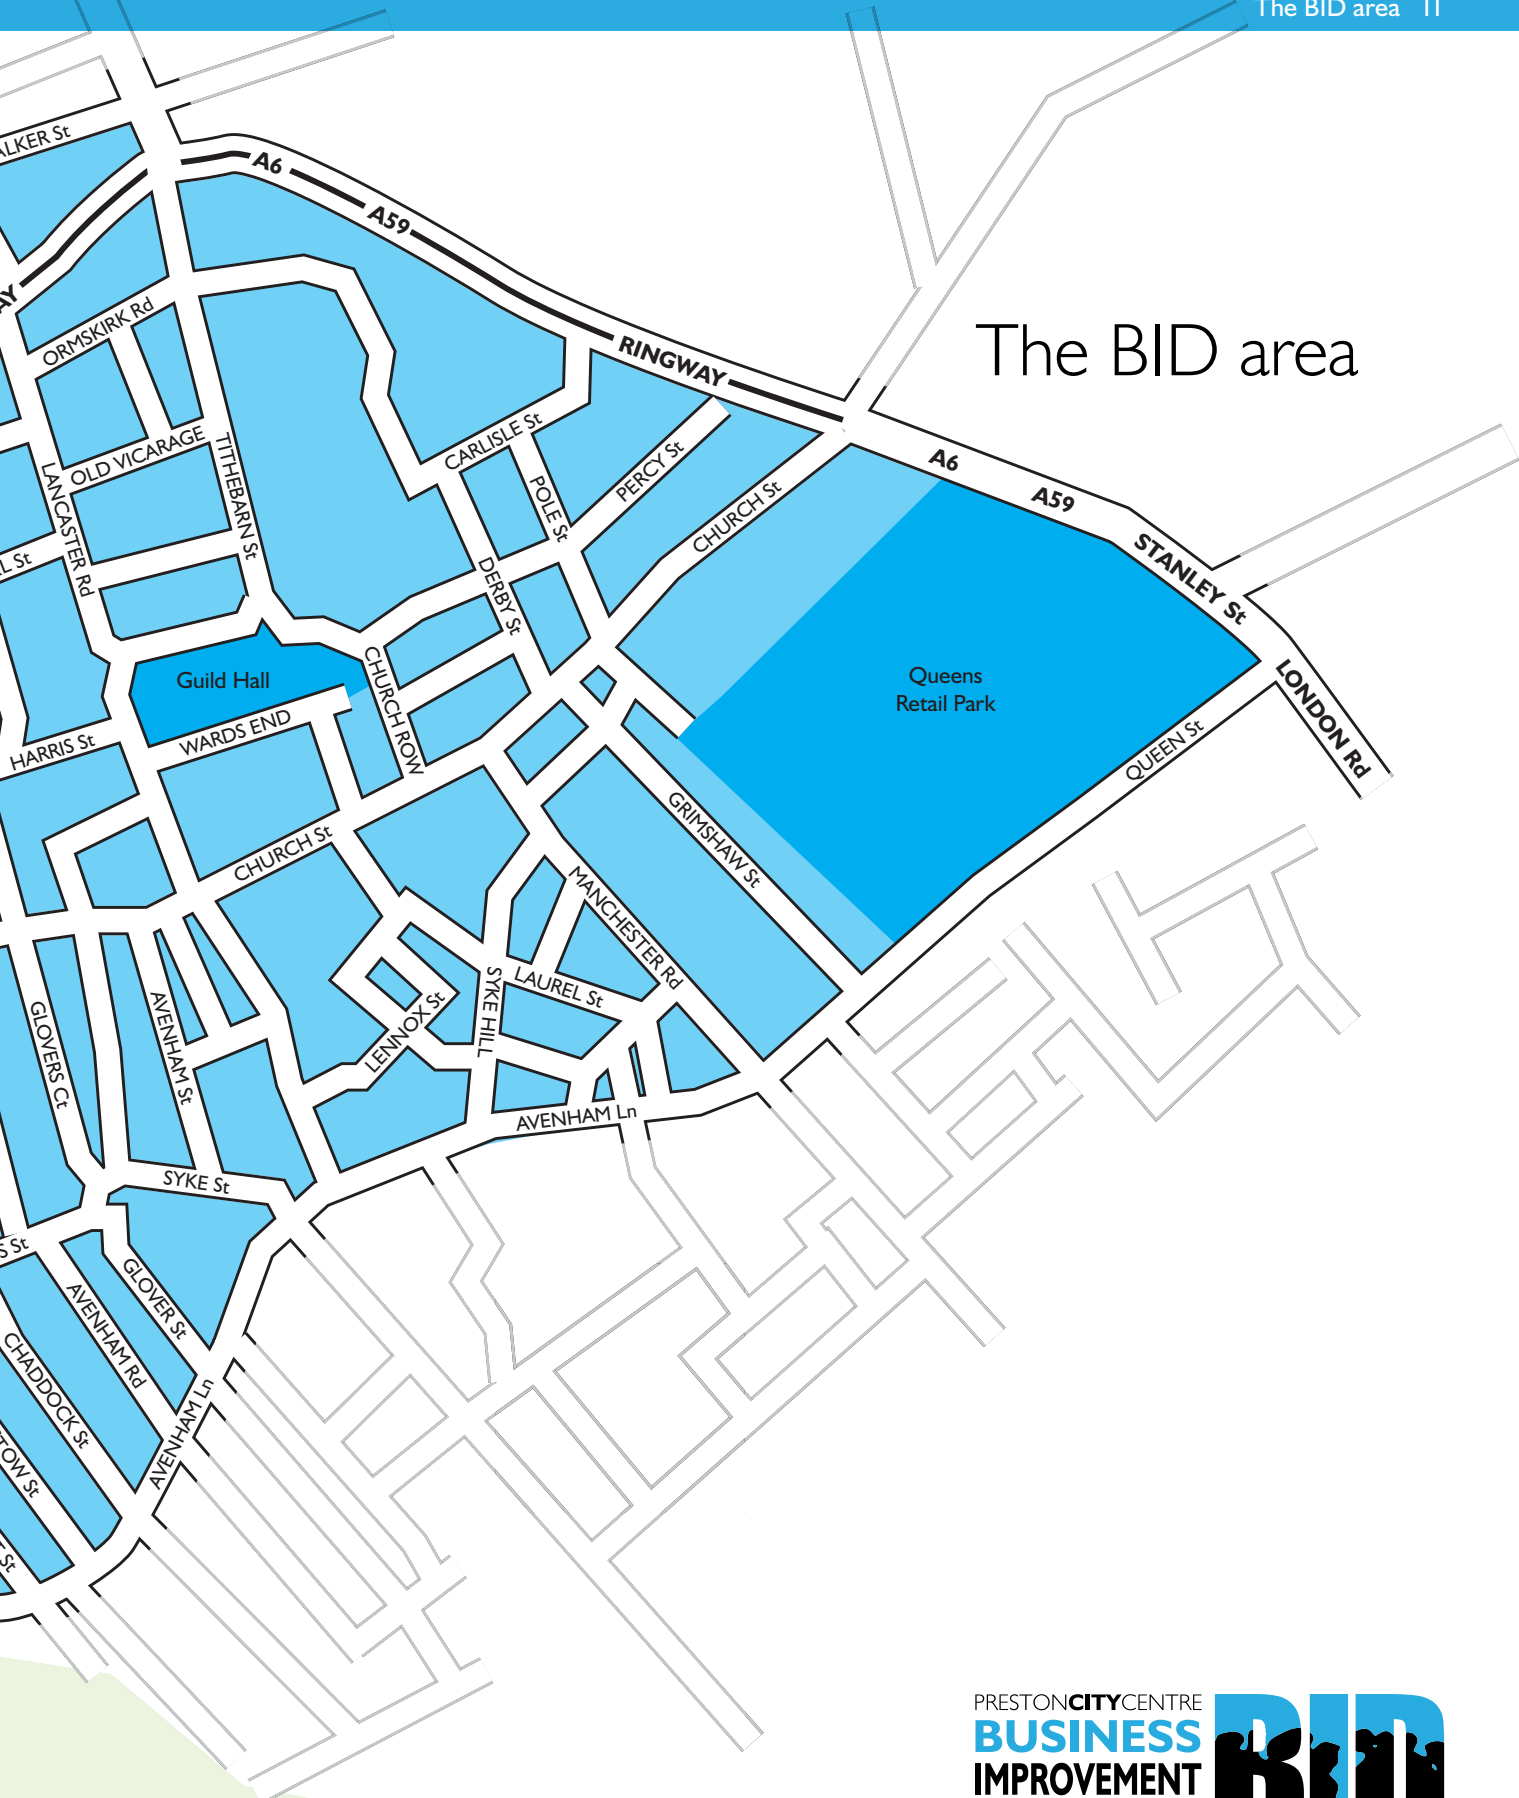 The BID area 11
A6
A59
ORMSKIRK Rd
RINGWAY
The BID area
CARLISLE St
OLD VICARAGE
TITHEBARN St
LANCASTER Rd
PERCY St
POLE St
CHURCH St
A6
A59
STANLEY St
DERBY St
Guild Hall
CHURCH ROW
Queens
Retail Park
LONDON Rd
WARDS END
HARRIS St
QUEEN St
CHURCH St
GRIMSHAW St
MANCHESTER Rd
LAUREL St
SYKE HILL
LENNOX St
GLOVERS Ct
AVENHAM St
AVENHAM Ln
SYKE St
GLOVER St
AVENHAM Rd
CHADDOCK St
AVENHAM Ln
PRESTONCITYCENTRE
BUSINESS
IMPROVEMENT
BID